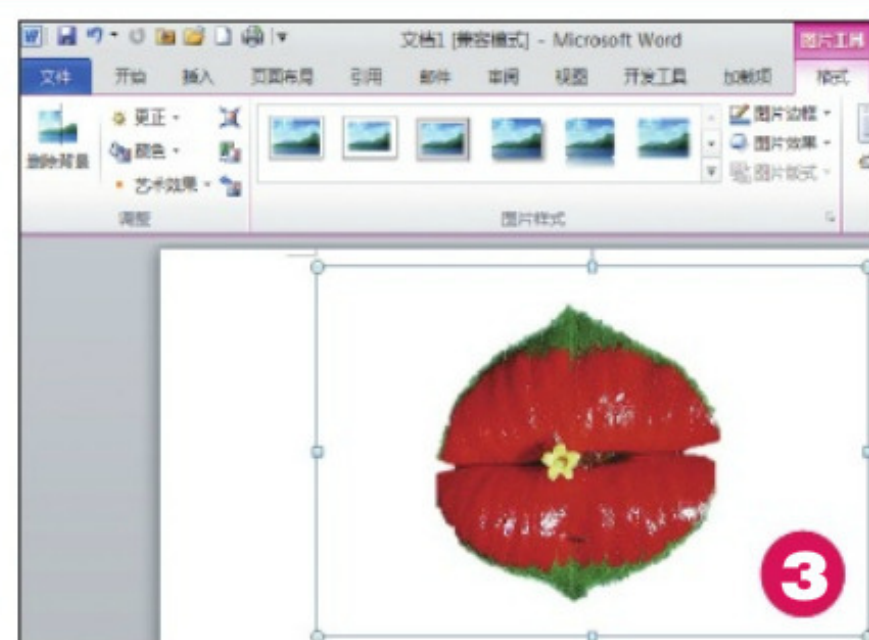 文档1 [兼容模式] - Microsoft Word
图片工具
文件 开始 插入 页面布局 引用 邮件 审阅 视图 开发工具 加载项 格式
删除背景
更正
颜色
艺术效果
调整
图片样式
图片边框
图片效果
图片版式
3